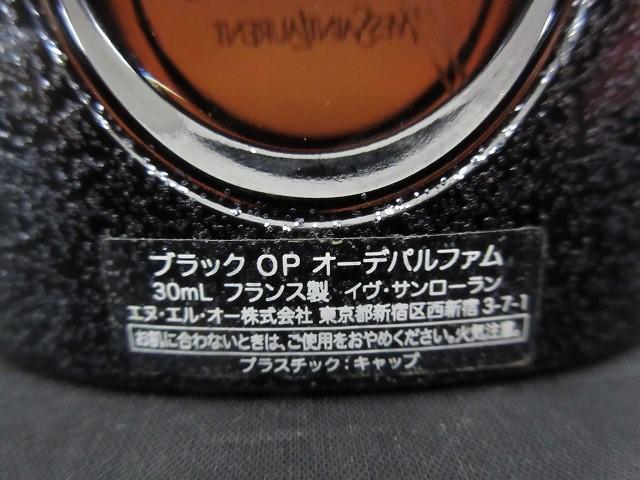 YVESSAINTLAURENT
ブラック OP オーデパルファム
30mL フランス製 イヴ・サンローラン
エヌ・エル・オー株式会社 東京都新宿区西新宿 3-7-1
お肌に合わないときは、ご使用をおやめください。火気注意。
プラスチック：キャップ